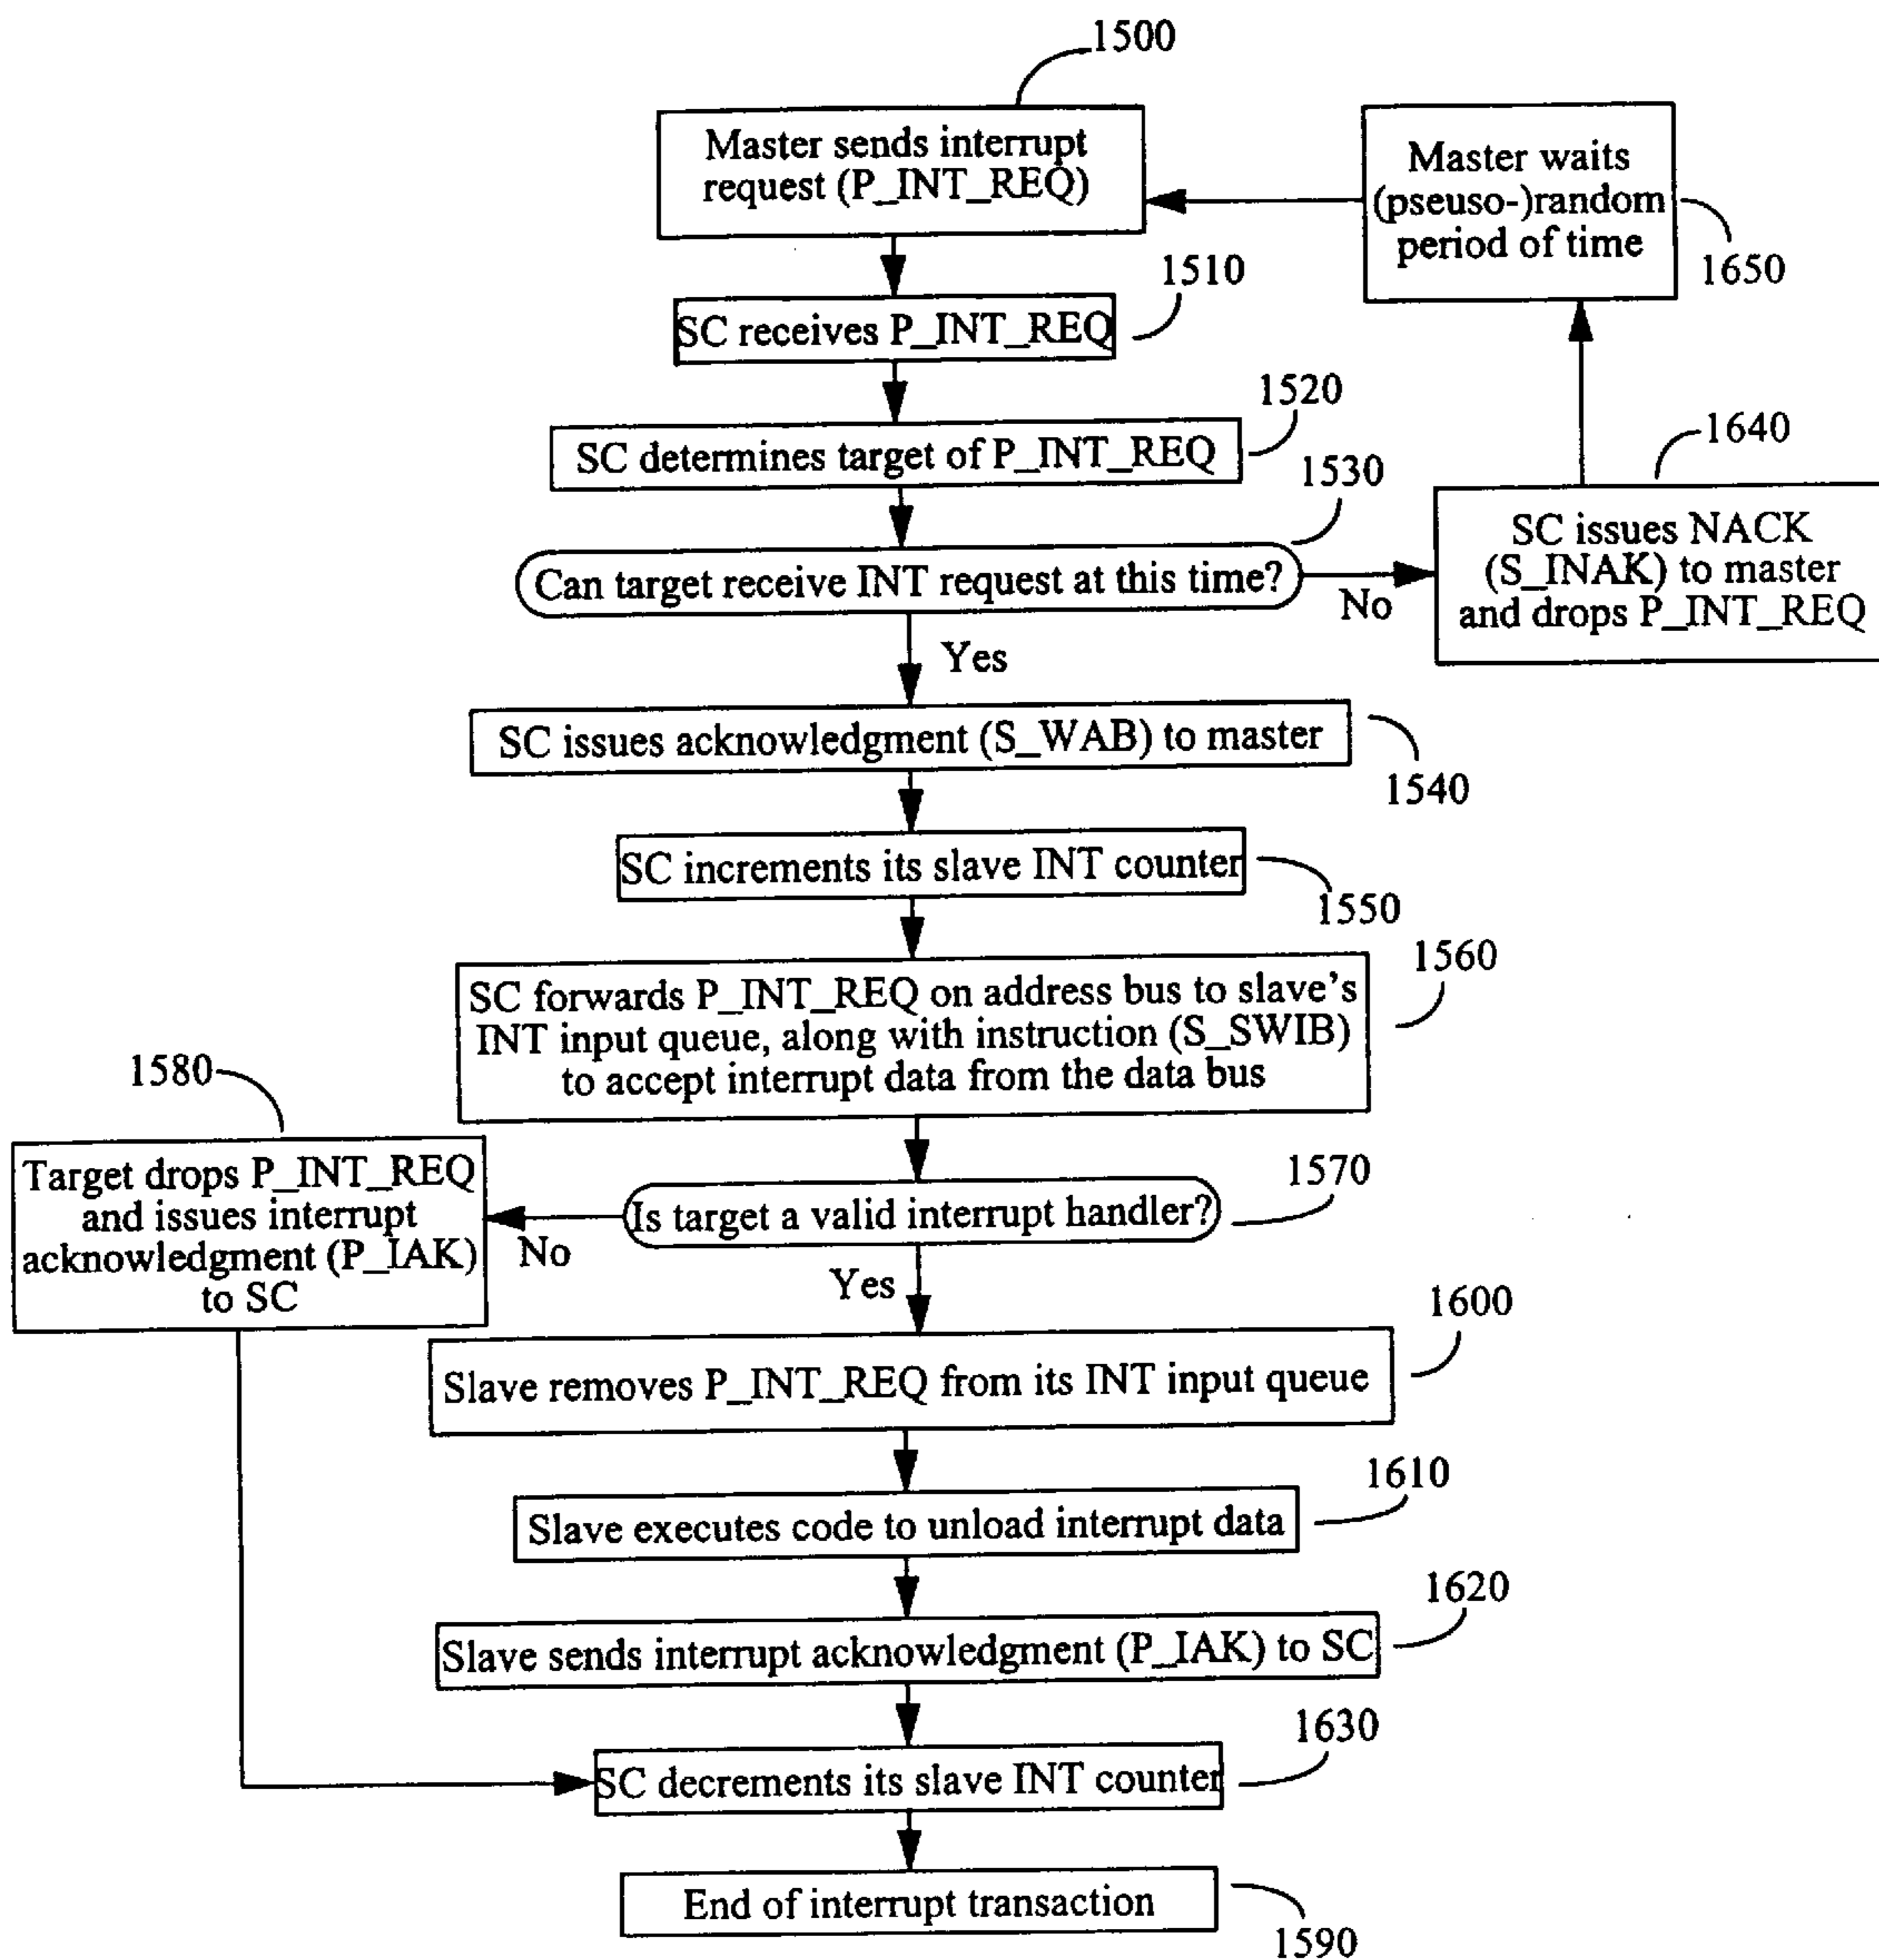 1500
Master sends interrupt
request (P_INT_REQ)
Master waits
(pseuso-)random
period of time
1650
1510
SC receives P_INT_REQ
1520
SC determines target of P_INT_REQ
1530
Can target receive INT request at this time?
No
1640
SC issues NACK
(S_INAK) to master
and drops P_INT_REQ
Yes
SC issues acknowledgment (S_WAB) to master
1540
SC increments its slave INT counter
1550
1560
SC forwards P_INT_REQ on address bus to slave's
INT input queue, along with instruction (S_SWIB)
to accept interrupt data from the data bus
1580
Target drops P_INT_REQ
and issues interrupt
acknowledgment (P_IAK)
to SC
1570
Is target a valid interrupt handler?
No
Yes
1600
Slave removes P_INT_REQ from its INT input queue
1610
Slave executes code to unload interrupt data
1620
Slave sends interrupt acknowledgment (P_IAK) to SC
1630
SC decrements its slave INT counter
End of interrupt transaction
1590